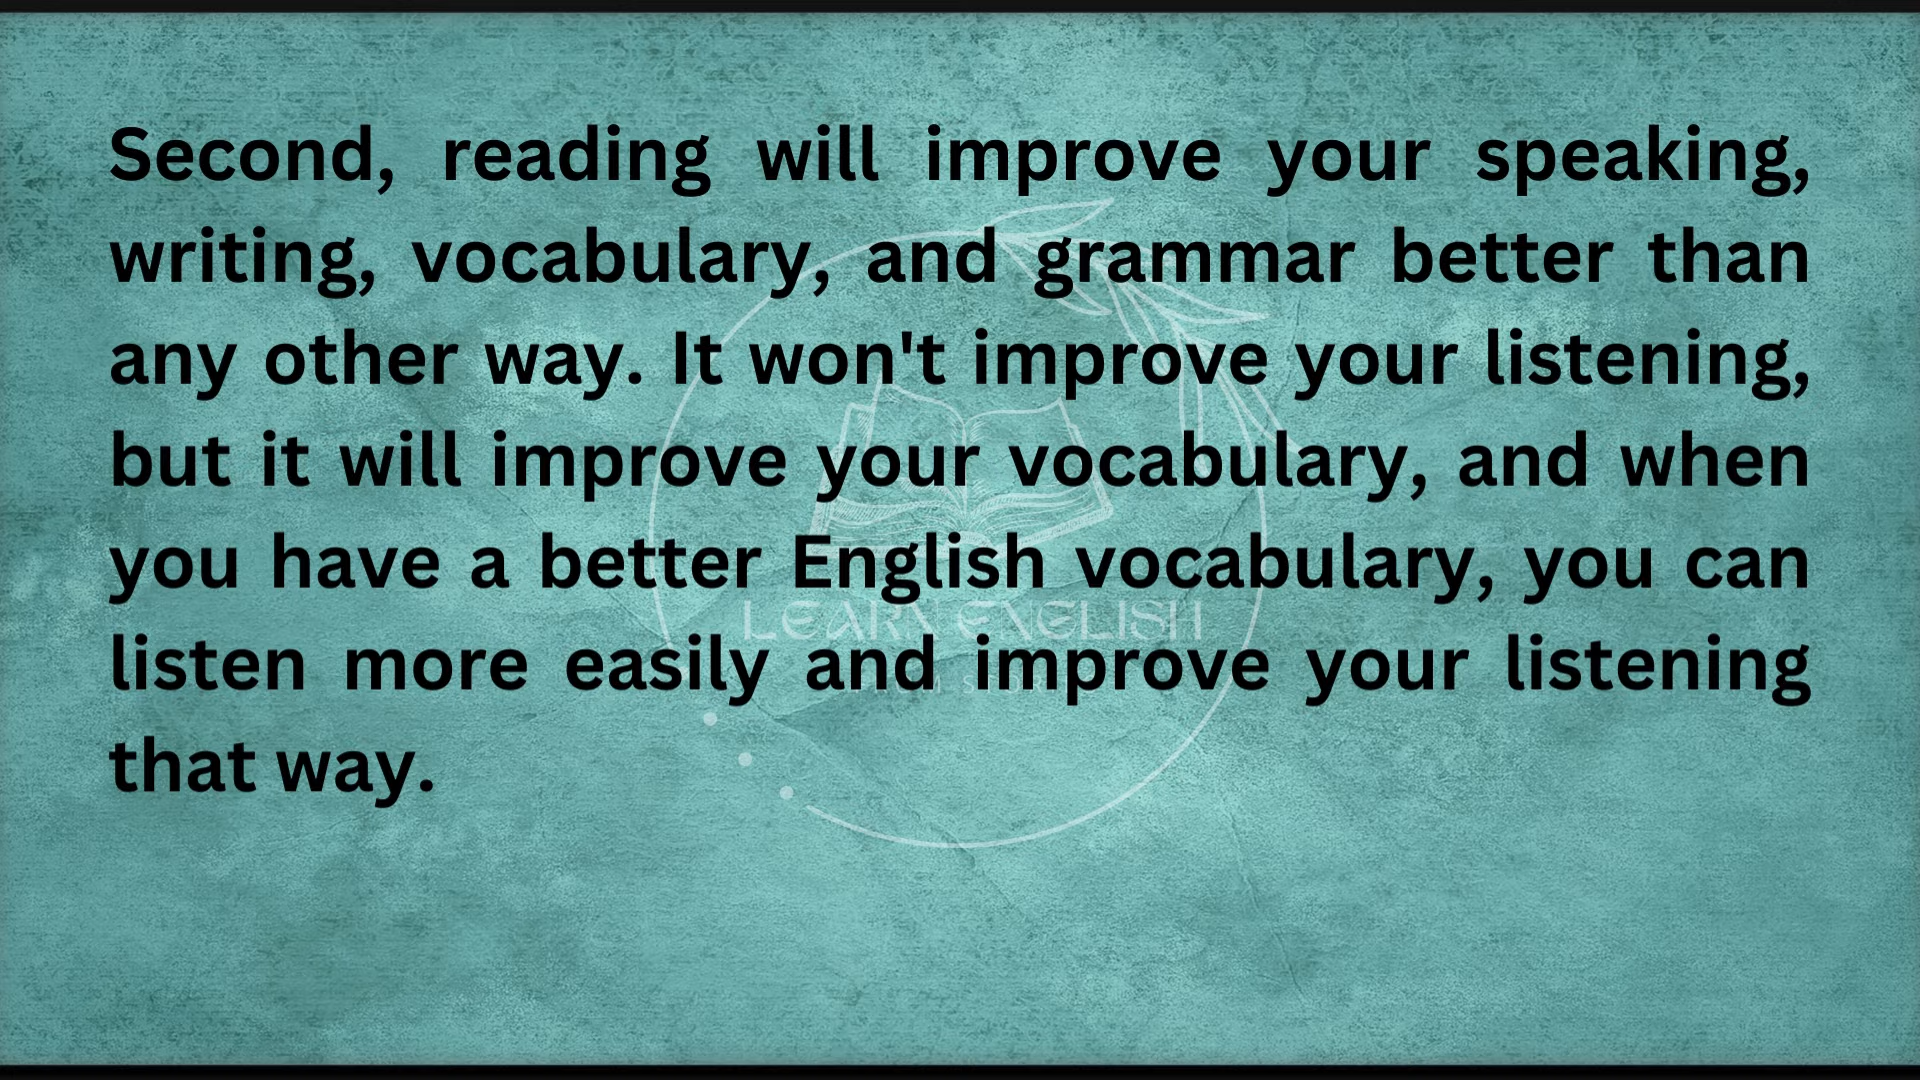 Second, reading will improve your speaking,
writing, vocabulary, and grammar better than
any other way. It won't improve your listening,
but it will improve your vocabulary, and when
you have a better English vocabulary, you can
listen more easily and improve your listening
that way.
LEARN ENGLISH